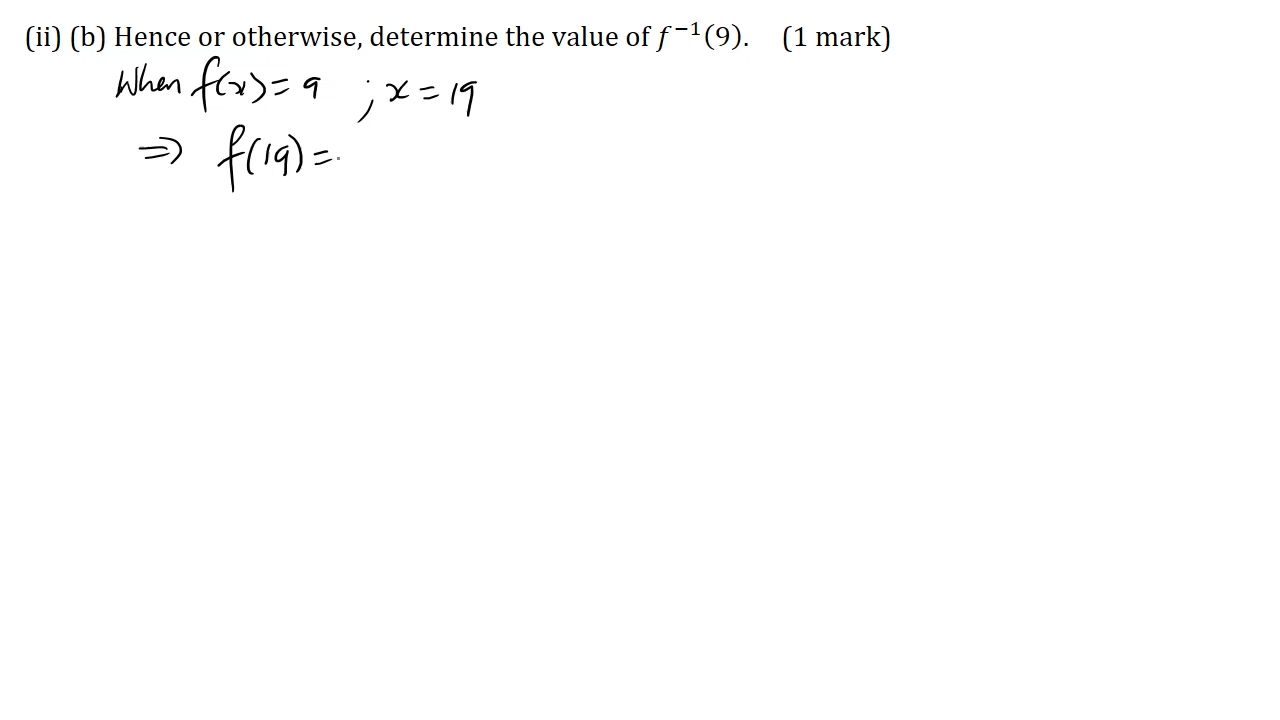 (ii) (b) Hence or otherwise, determine the value of f⁻¹(9). (1 mark)
When f(x) = 9 ; x = 19
⇒ f(19) =